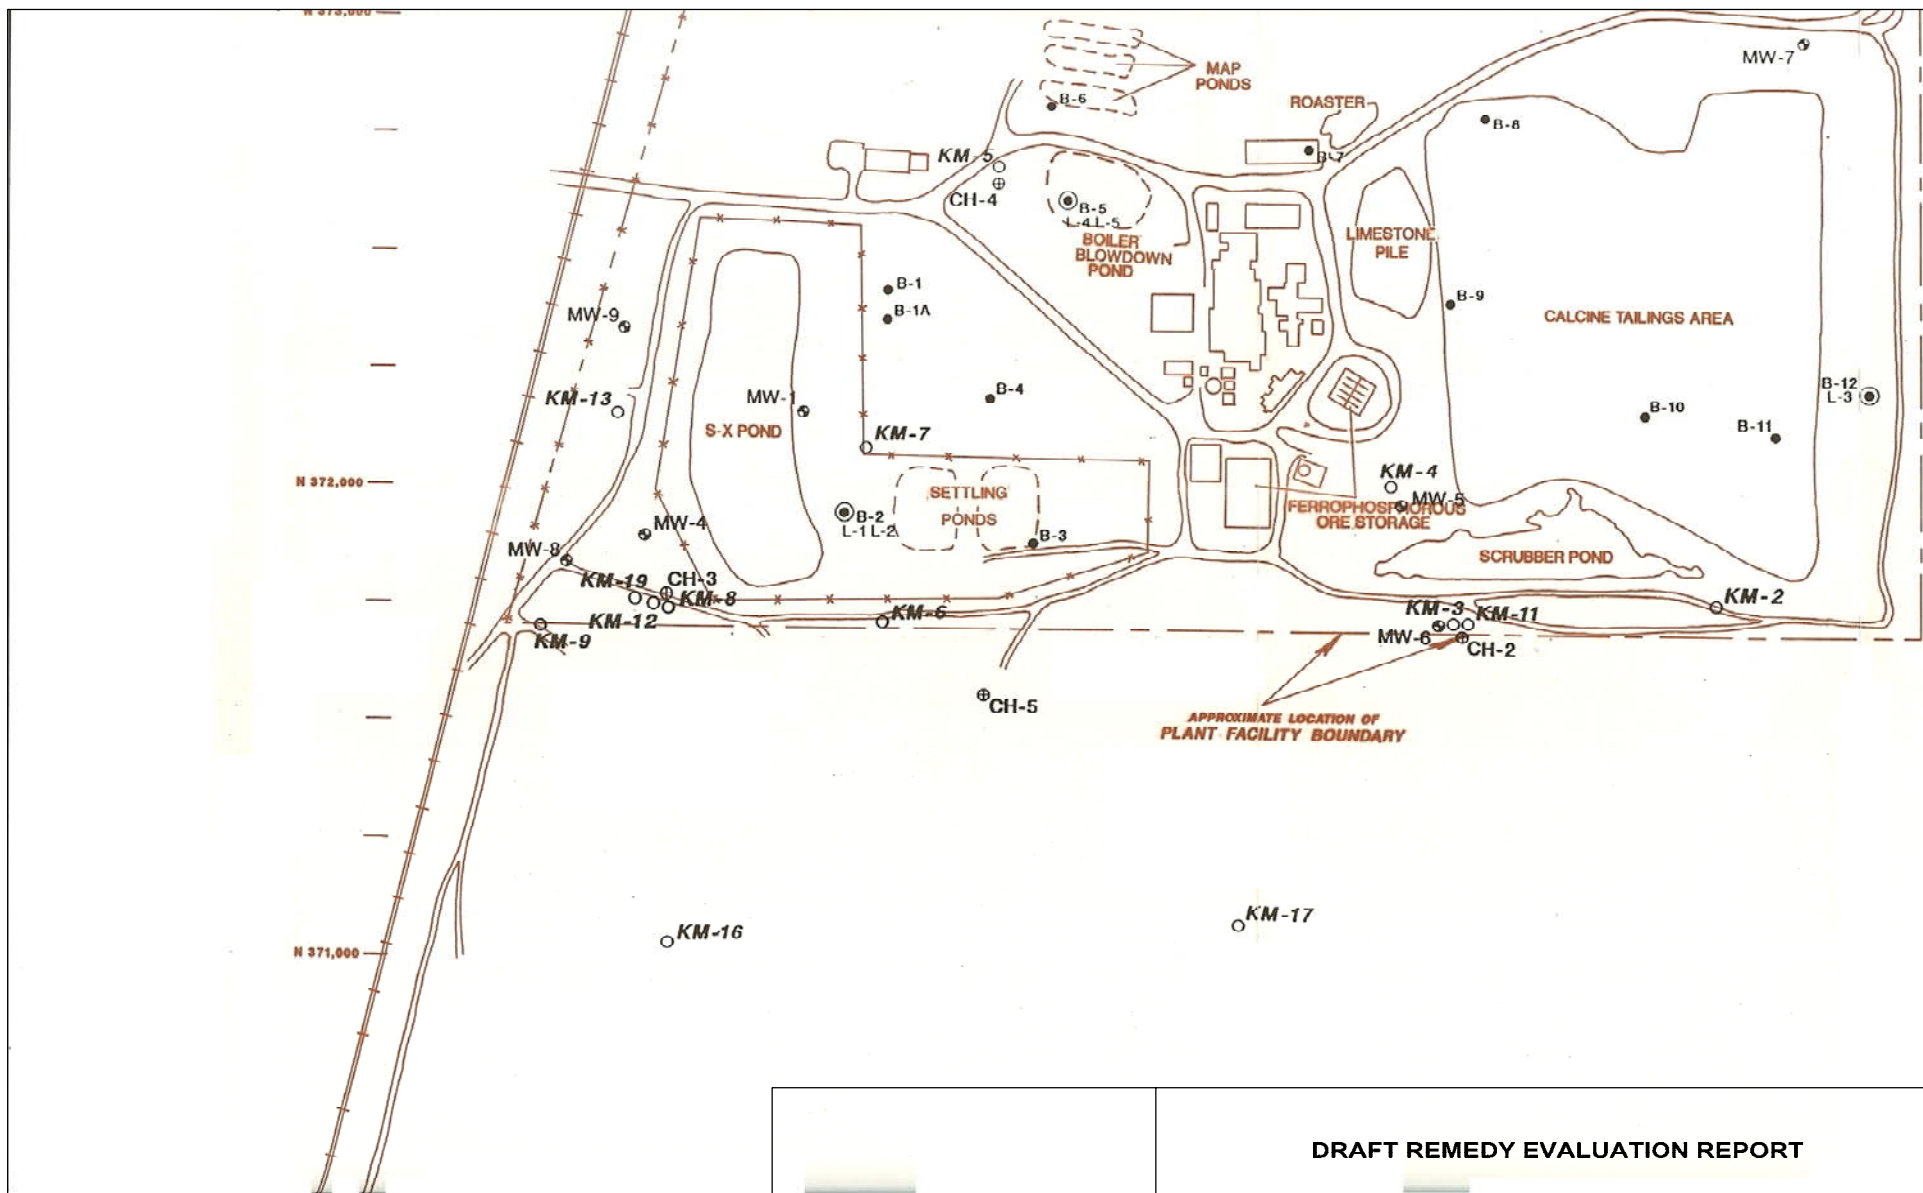 N 373,000
MW-7
MAP
PONDS
B-6
ROASTER
B-8
B-7
KM-5
CH-4
B-5
L-4 L-5
BOILER
BLOWDOWN
POND
LIMESTONE
PILE
B-1
B-1A
B-9
MW-9
CALCINE TAILINGS AREA
KM-13
MW-1
B-4
B-12
L-3
B-10
B-11
S-X POND
KM-7
N 372,000
KM-4
MW-5
SETTLING
PONDS
FERROPHOSPHOROUS
ORE STORAGE
B-2
L-1 L-2
B-3
MW-4
MW-8
SCRUBBER POND
KM-19
CH-3
KM-8
KM-12
KM-9
KM-6
KM-3
KM-11
KM-2
MW-6
CH-2
CH-5
APPROXIMATE LOCATION OF
PLANT FACILITY BOUNDARY
KM-16
KM-17
N 371,000
DRAFT REMEDY EVALUATION REPORT